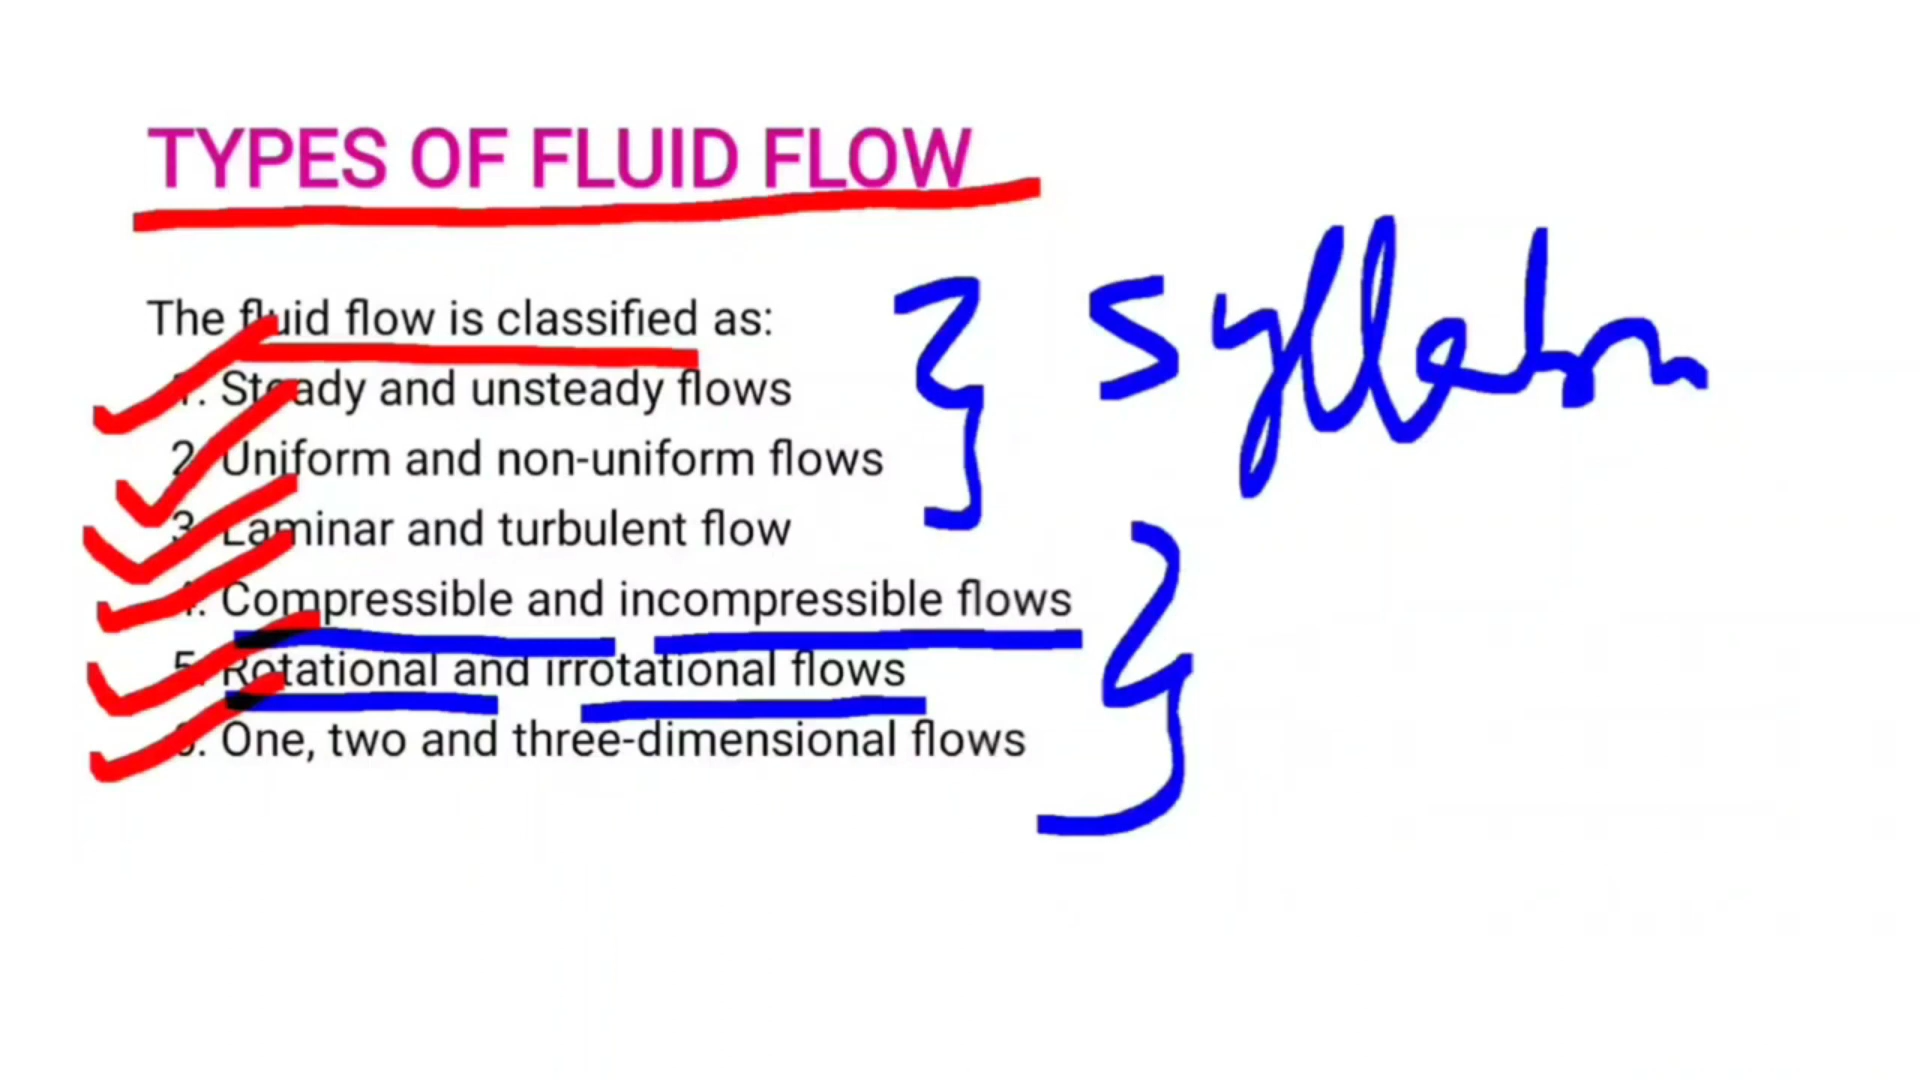 TYPES OF FLUID FLOW
The fluid flow is classified as:
1. Steady and unsteady flows
2. Uniform and non-uniform flows
3. Laminar and turbulent flow
4. Compressible and incompressible flows
5. Rotational and irrotational flows
6. One, two and three-dimensional flows